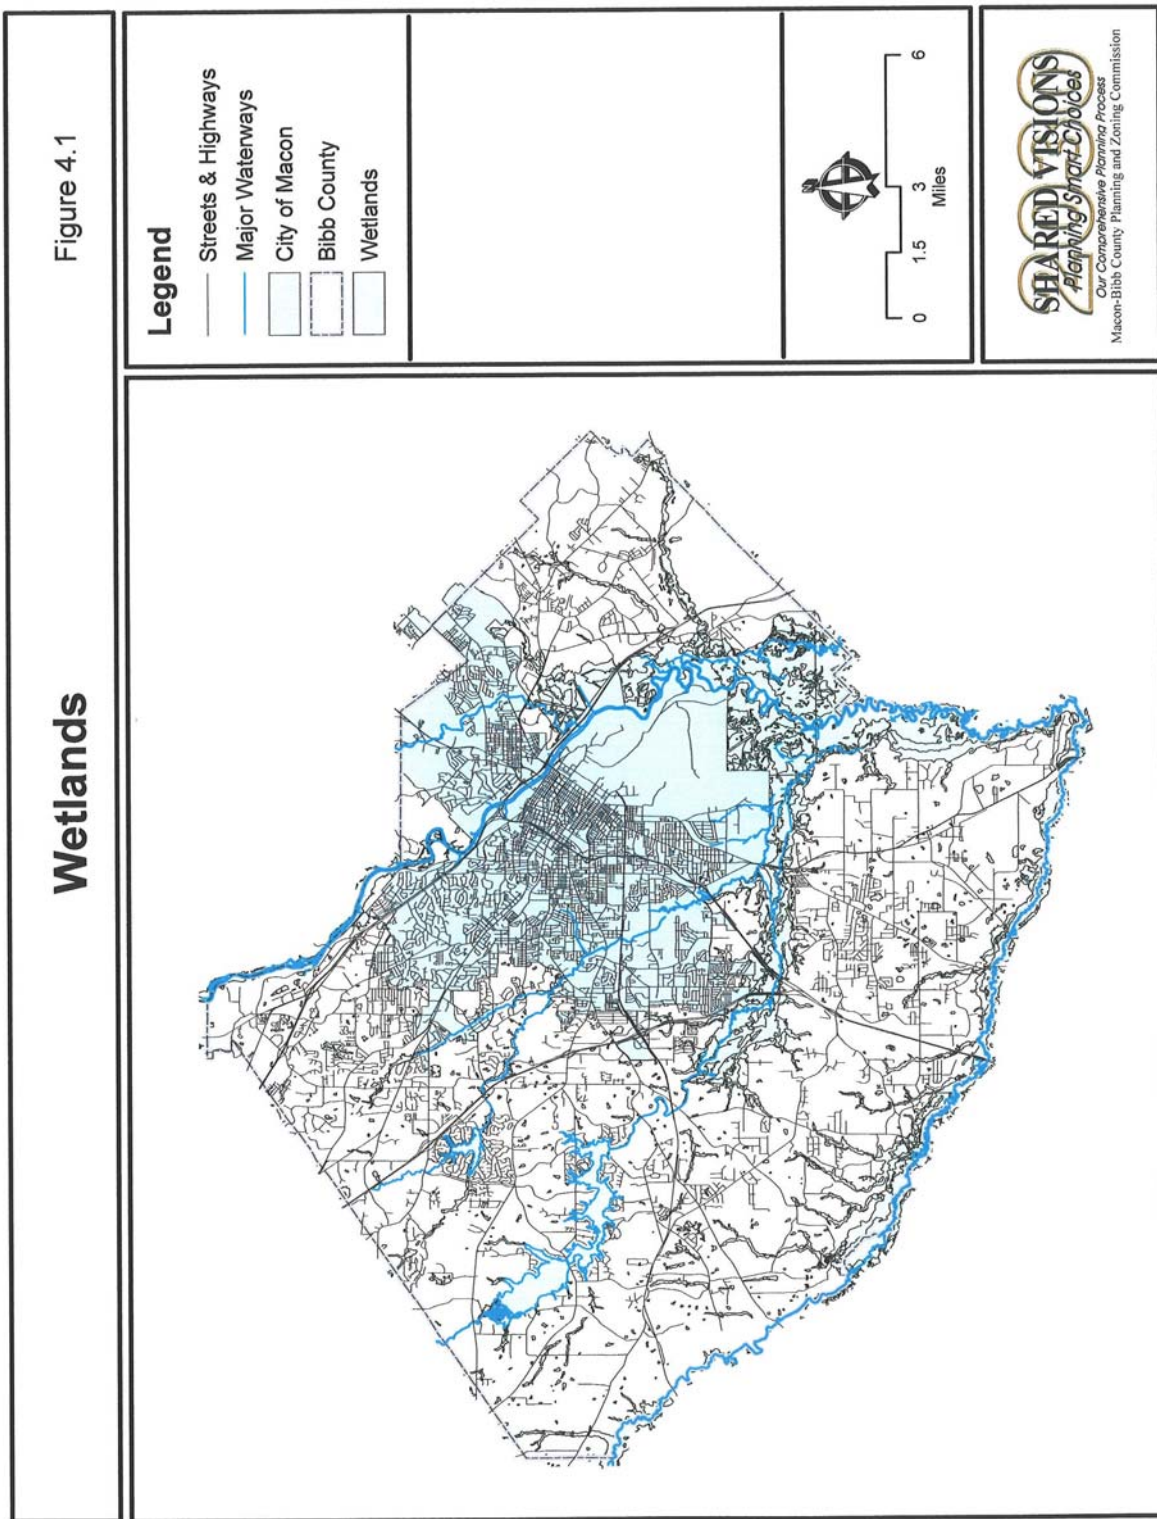 Wetlands
Figure 4.1
Legend
Streets & Highways
Major Waterways
City of Macon
Bibb County
Wetlands
N
0 1.5 3 6
Miles
2030
SHARED VISIONS
Planning Smart Choices
Our Comprehensive Planning Process
Macon-Bibb County Planning and Zoning Commission